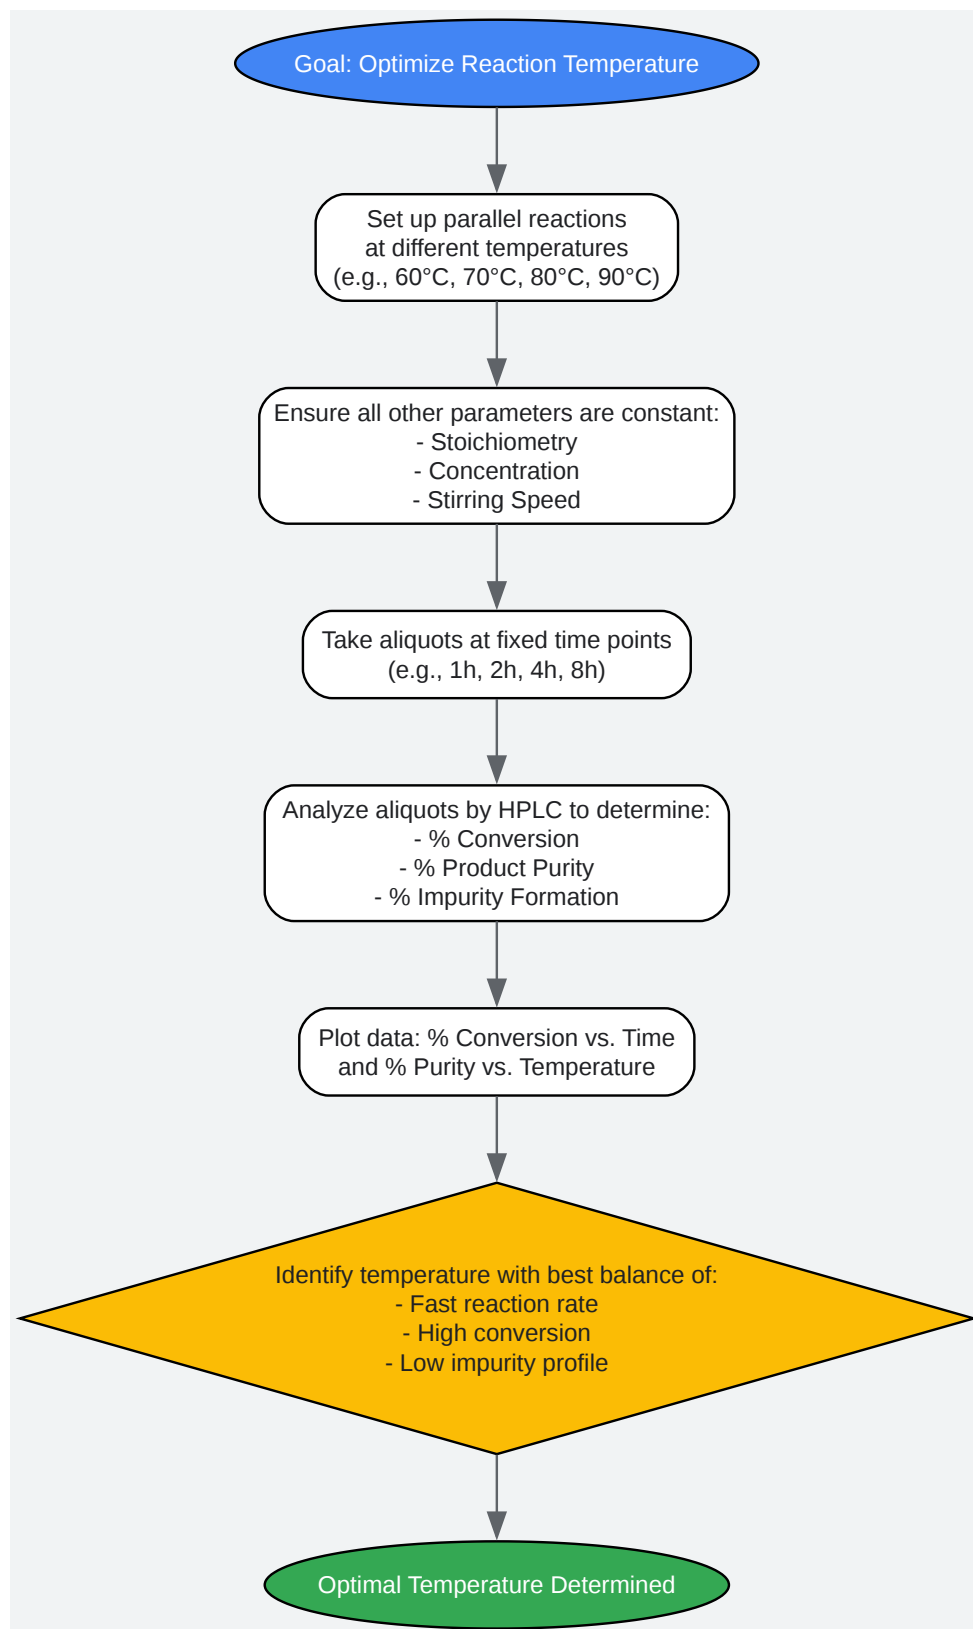 Goal: Optimize Reaction Temperature
Set up parallel reactions
at different temperatures
(e.g., 60°C, 70°C, 80°C, 90°C)
Ensure all other parameters are constant:
- Stoichiometry
- Concentration
- Stirring Speed
Take aliquots at fixed time points
(e.g., 1h, 2h, 4h, 8h)
Analyze aliquots by HPLC to determine:
- % Conversion
- % Product Purity
- % Impurity Formation
Plot data: % Conversion vs. Time
and % Purity vs. Temperature
Identify temperature with best balance of:
- Fast reaction rate
- High conversion
- Low impurity profile
Optimal Temperature Determined